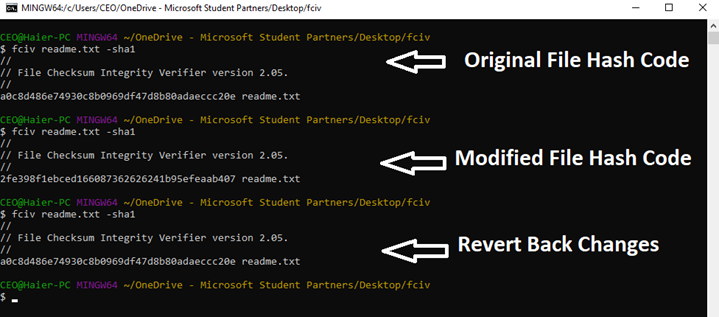 MINGW64:/c/Users/CEO/OneDrive - Microsoft Student Partners/Desktop/fciv
CEO@Haier-PC MINGW64 ~/OneDrive - Microsoft Student Partners/Desktop/fciv
$ fciv readme.txt -sha1
//
// File Checksum Integrity Verifier version 2.05.
//
a0c8d486e74930c8b0969df47d8b80adaeccc20e readme.txt
Original File Hash Code
CEO@Haier-PC MINGW64 ~/OneDrive - Microsoft Student Partners/Desktop/fciv
$ fciv readme.txt -sha1
//
// File Checksum Integrity Verifier version 2.05.
//
2fe398f1ebced166087362626241b95efeaab407 readme.txt
Modified File Hash Code
CEO@Haier-PC MINGW64 ~/OneDrive - Microsoft Student Partners/Desktop/fciv
$ fciv readme.txt -sha1
//
// File Checksum Integrity Verifier version 2.05.
//
a0c8d486e74930c8b0969df47d8b80adaeccc20e readme.txt
Revert Back Changes
CEO@Haier-PC MINGW64 ~/OneDrive - Microsoft Student Partners/Desktop/fciv
$